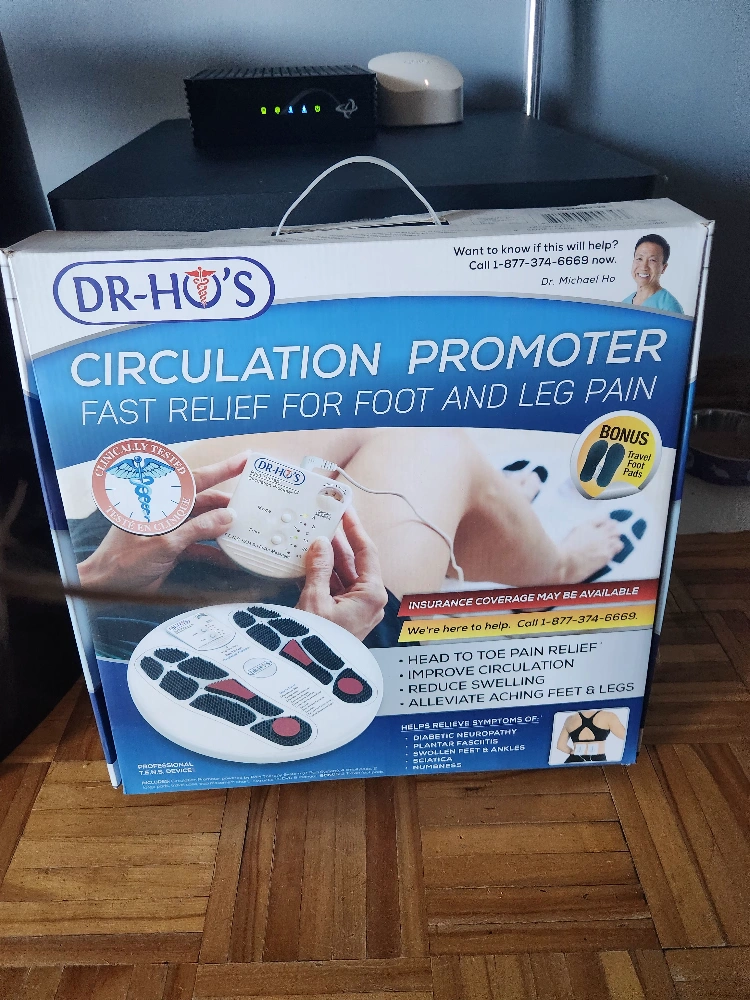 Want to know if this will help?
Call 1-877-374-6669 now.
Dr. Michael Ho
DR-HO'S
CIRCULATION PROMOTER
FAST RELIEF FOR FOOT AND LEG PAIN
BONUS
Travel
Foot
Pads
CLINICALLY TESTED
TESTÉ EN CLINIQUE
DR-HO'S
INSURANCE COVERAGE MAY BE AVAILABLE
We're here to help. Call 1-877-374-6669.
• HEAD TO TOE PAIN RELIEF
• IMPROVE CIRCULATION
• REDUCE SWELLING
• ALLEVIATE ACHING FEET & LEGS
HELPS RELIEVE SYMPTOMS OF:
• DIABETIC NEUROPATHY
• PLANTAR FASCIITIS
• SWOLLEN FEET & ANKLES
• SCIATICA
• NUMBNESS
PROFESSIONAL
T.E.N.S. DEVICE